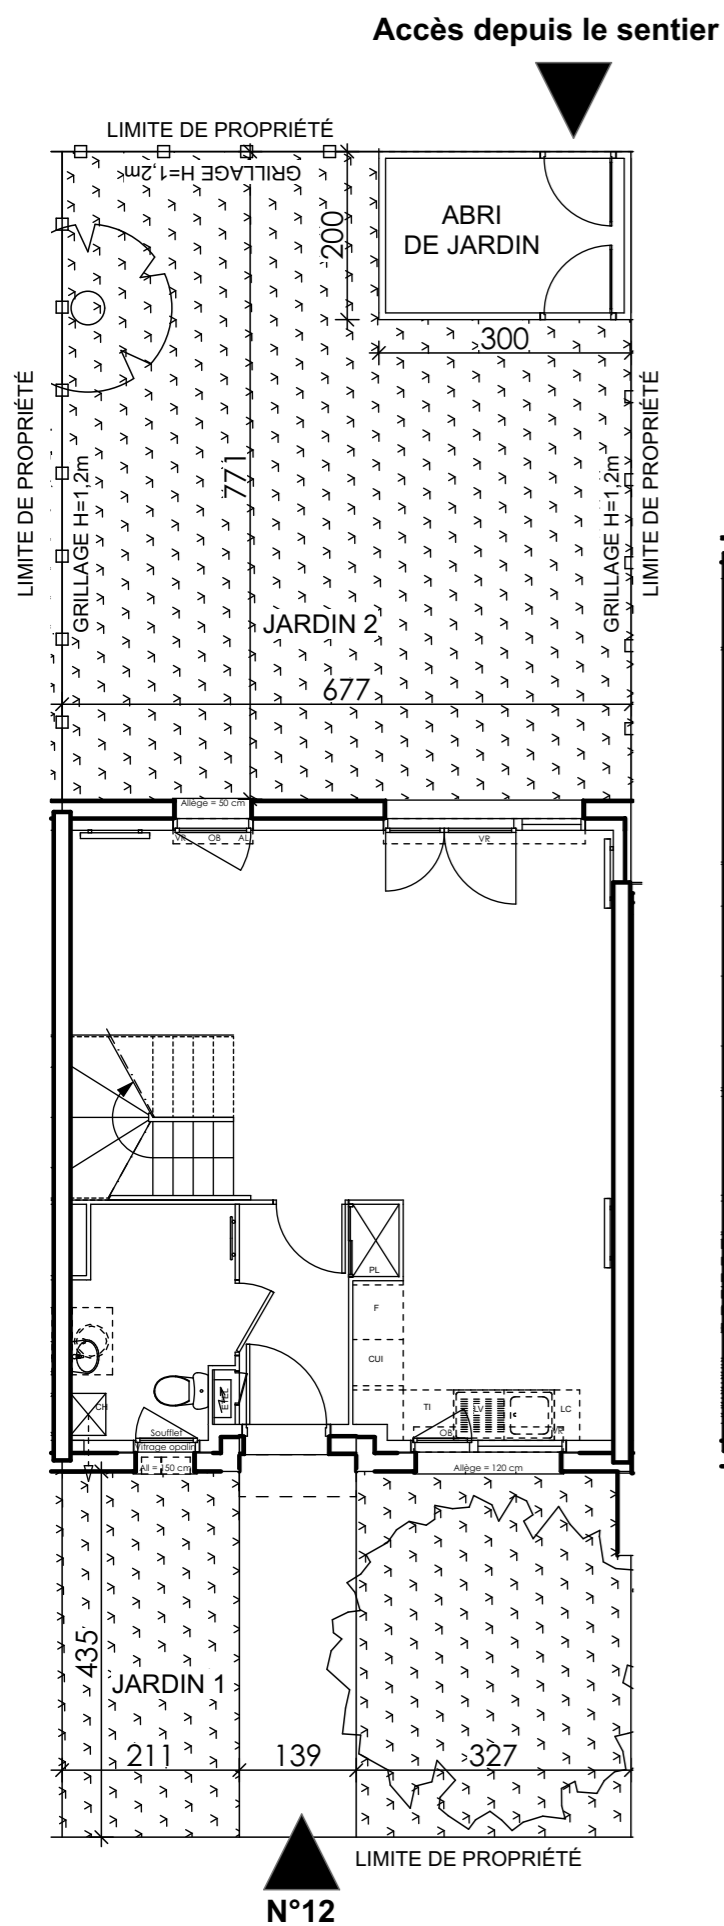 Accès depuis le sentier
LIMITE DE PROPRIÉTÉ
GRILLAGE H=1,2m
200
ABRI
DE JARDIN
300
LIMITE DE PROPRIÉTÉ
GRILLAGE H=1,2m
771
GRILLAGE H=1,2m
LIMITE DE PROPRIÉTÉ
JARDIN 2
677
Allège = 50 cm
VR OB AL
VR
PL
F
CUI
TI
LV
LC
OB
VR
CH
ETEL
Soufflet
Vitrage opalin
All = 150 cm
Allège = 120 cm
435
JARDIN 1
211
139
327
LIMITE DE PROPRIÉTÉ
N°12